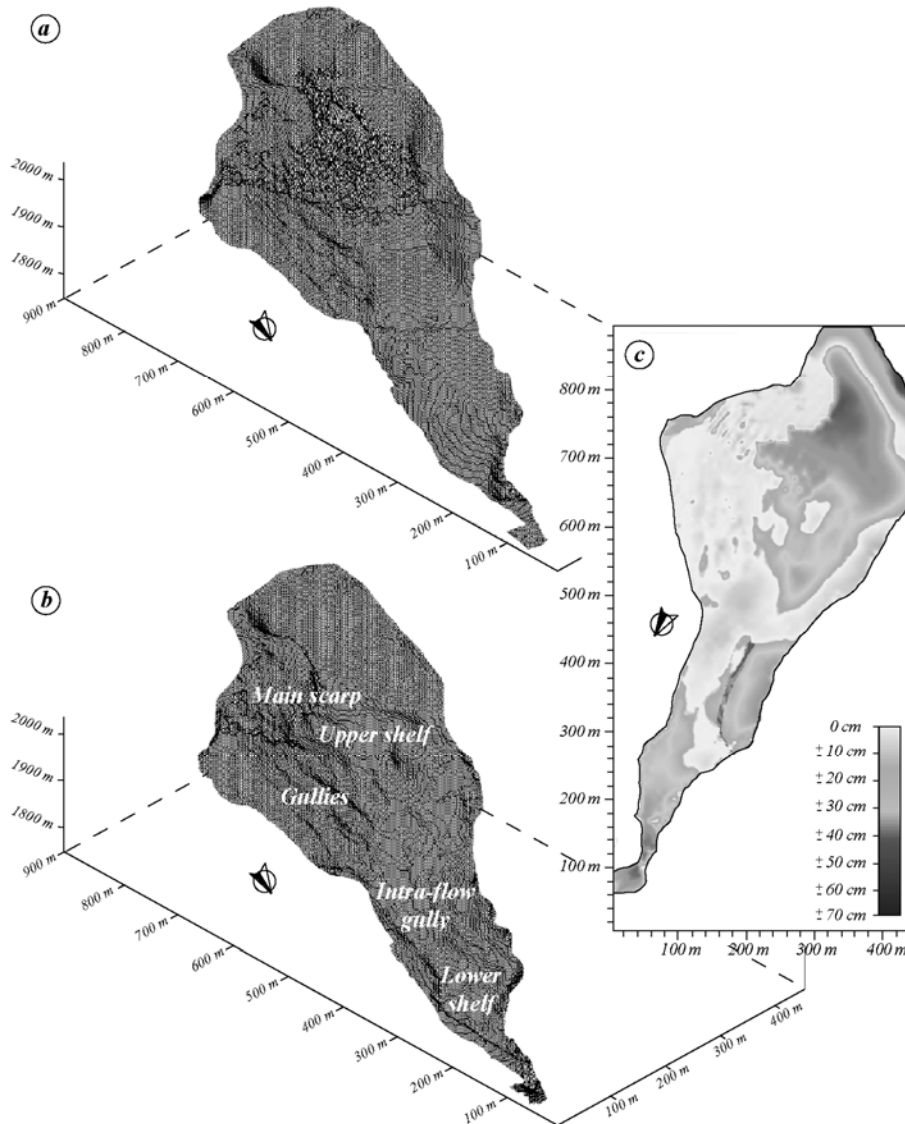 a
2000 m
1900 m
1800 m
900 m
800 m
700 m
600 m
500 m
400 m
300 m
200 m
100 m
b
Main scarp
Upper shelf
Gullies
Intra-flow
gully
Lower
shelf
2000 m
1900 m
1800 m
900 m
800 m
700 m
600 m
500 m
400 m
300 m
200 m
100 m
100 m
200 m
300 m
400 m
c
800 m
700 m
600 m
500 m
400 m
300 m
200 m
100 m
100 m 200 m 300 m 400 m
0 cm
±10 cm
±20 cm
±30 cm
±40 cm
±50 cm
±60 cm
±70 cm